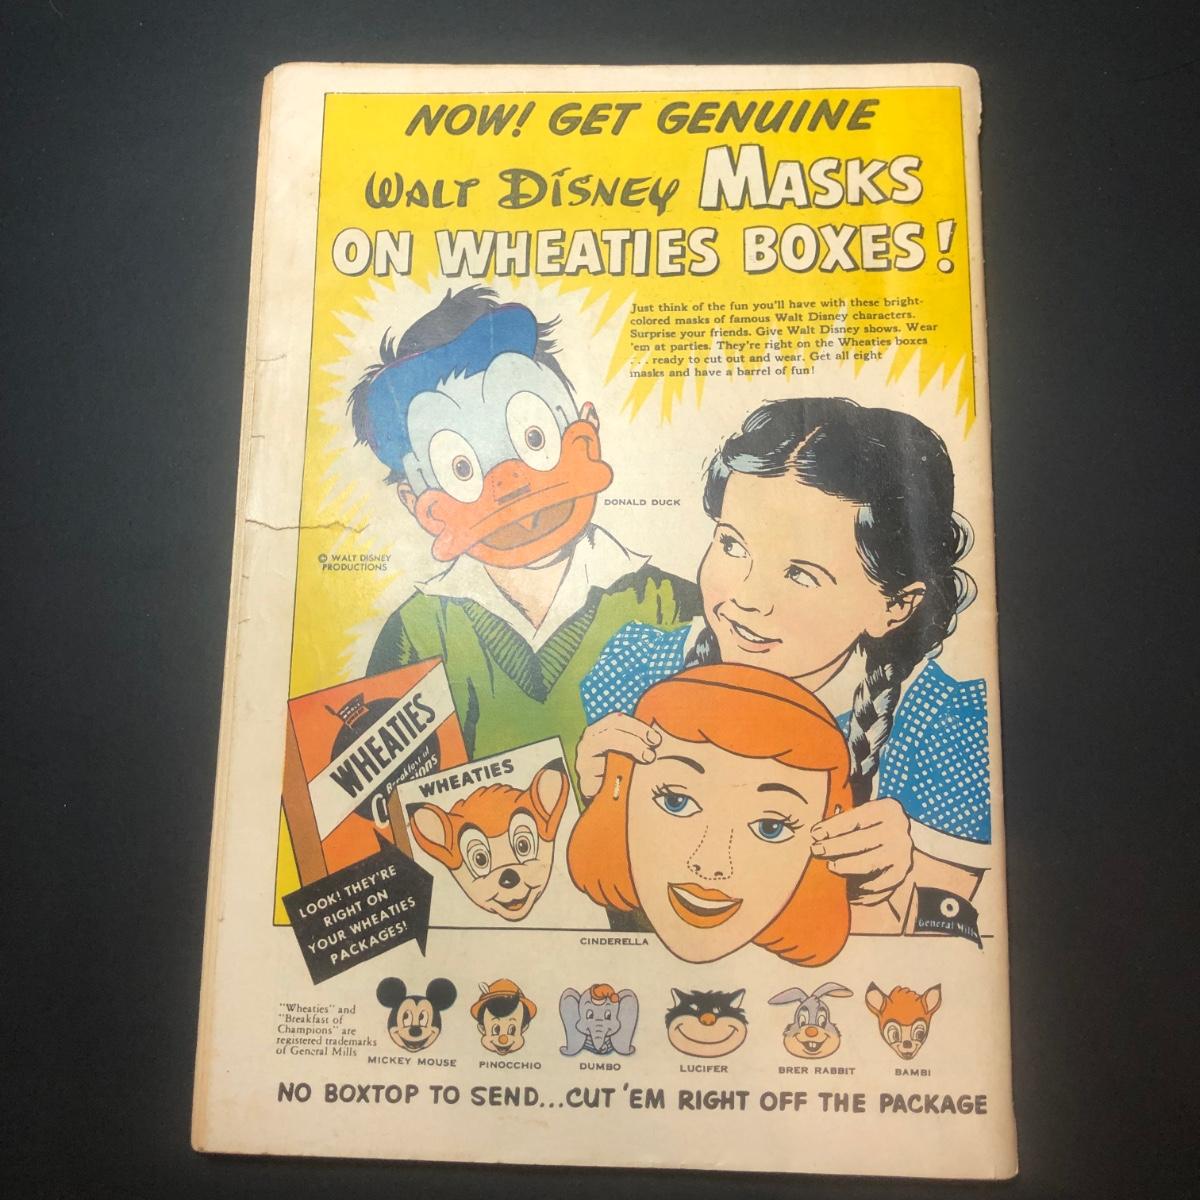 NOW! GET GENUINE
WALT DISNEY MASKS
ON WHEATIES BOXES!
Just think of the fun you'll have with these bright-
colored masks of famous Walt Disney characters.
Surprise your friends. Give Walt Disney shows. Wear
'em at parties. They're right on the Wheaties boxes
... ready to cut out and wear. Get all eight
masks and have a barrel of fun!
DONALD DUCK
© WALT DISNEY
PRODUCTIONS
WHEATIES
Breakfast of
WHEATIES
LOOK! THEY'RE
RIGHT ON
YOUR WHEATIES
PACKAGES!
General Mills
CINDERELLA
"Wheaties" and
"Breakfast of
Champions" are
registered trademarks
of General Mills
MICKEY MOUSE
PINOCCHIO
DUMBO
LUCIFER
BRER RABBIT
BAMBI
NO BOXTOP TO SEND...CUT 'EM RIGHT OFF THE PACKAGE